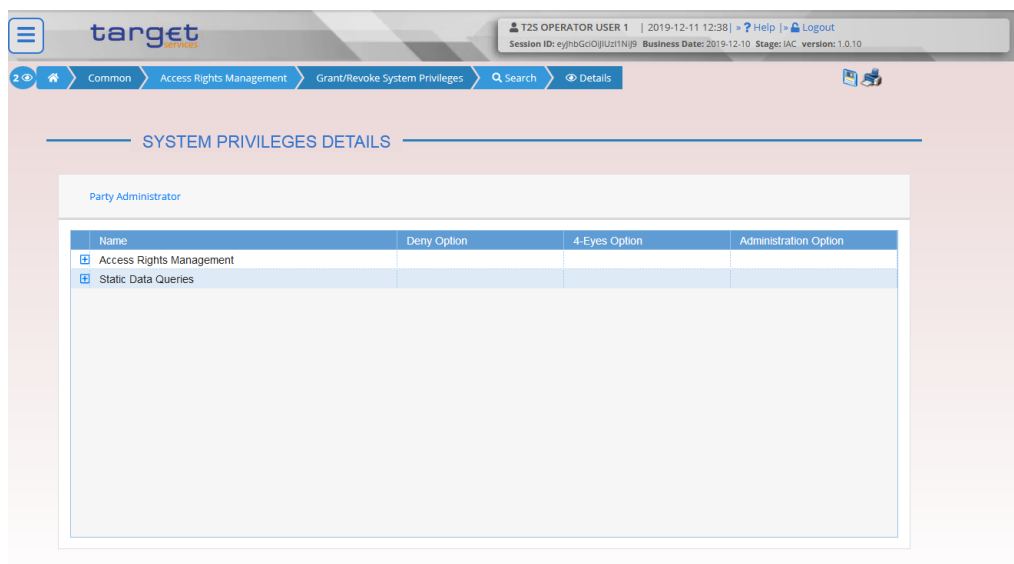 target
services
T2S OPERATOR USER 1 | 2019-12-11 12:38| » ? Help |» Logout
Session ID: eyJhbGciOiJIUzI1NiJ9 Business Date: 2019-12-10 Stage: IAC version: 1.0.10
2 Common Access Rights Management Grant/Revoke System Privileges Search Details
SYSTEM PRIVILEGES DETAILS
Party Administrator
Name Deny Option 4-Eyes Option Administration Option
Access Rights Management
Static Data Queries